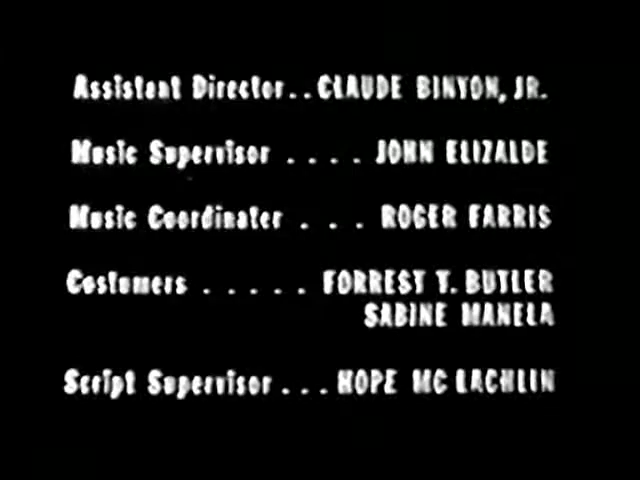 Assistant Director..CLAUDE BINYON, JR.
Music Supervisor .... JOHN ELIZALDE
Music Coordinater ... ROGER FARRIS
Costumers ..... FORREST T. BUTLER
SABINE MANELA
Script Supervisor ... HOPE MC LACHLIN